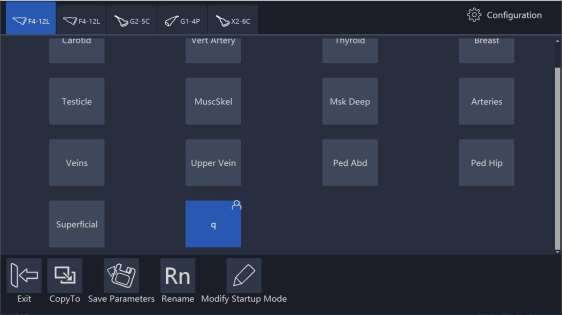 F4-12L F4-12L G2-5C G1-4P X2-6C Configuration
Carotid Vert Artery Thyroid Breast
Testicle MuscSkel Msk Deep Arteries
Veins Upper Vein Ped Abd Ped Hip
Superficial q
Rn
Exit CopyTo Save Parameters Rename Modify Startup Mode